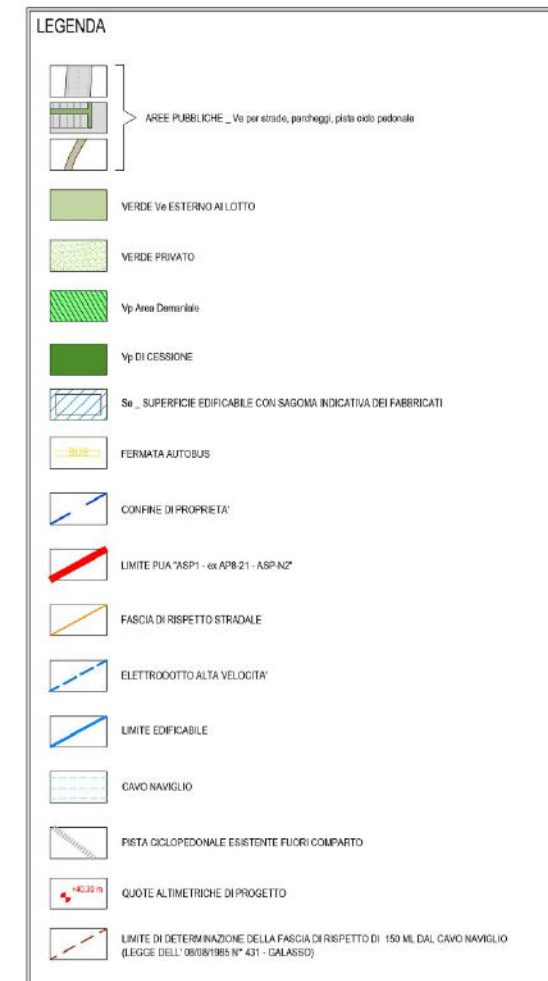 LEGENDA
AREE PUBBLICHE _ Ve per strade, parcheggi, pista ciclo pedonale
VERDE Ve ESTERNO AI LOTTO
VERDE PRIVATO
Vp Area Demaniale
Vp DI CESSIONE
Se _ SUPERFICIE EDIFICABILE CON SAGOMA INDICATIVA DEI FABBRICATI
BUS
FERMATA AUTOBUS
CONFINE DI PROPRIETA'
LIMITE PUA "ASP1 - ex AP8-21 - ASP-N2"
FASCIA DI RISPETTO STRADALE
ELETTRODOTTO ALTA VELOCITA'
LIMITE EDIFICABILE
CAVO NAVIGLIO
PISTA CICLOPEDONALE ESISTENTE FUORI COMPARTO
QUOTE ALTIMETRICHE DI PROGETTO
LIMITE DI DETERMINAZIONE DELLA FASCIA DI RISPETTO DI 150 ML DAL CAVO NAVIGLIO
(LEGGE DELL' 08/08/1985 N° 431 - GALASSO)